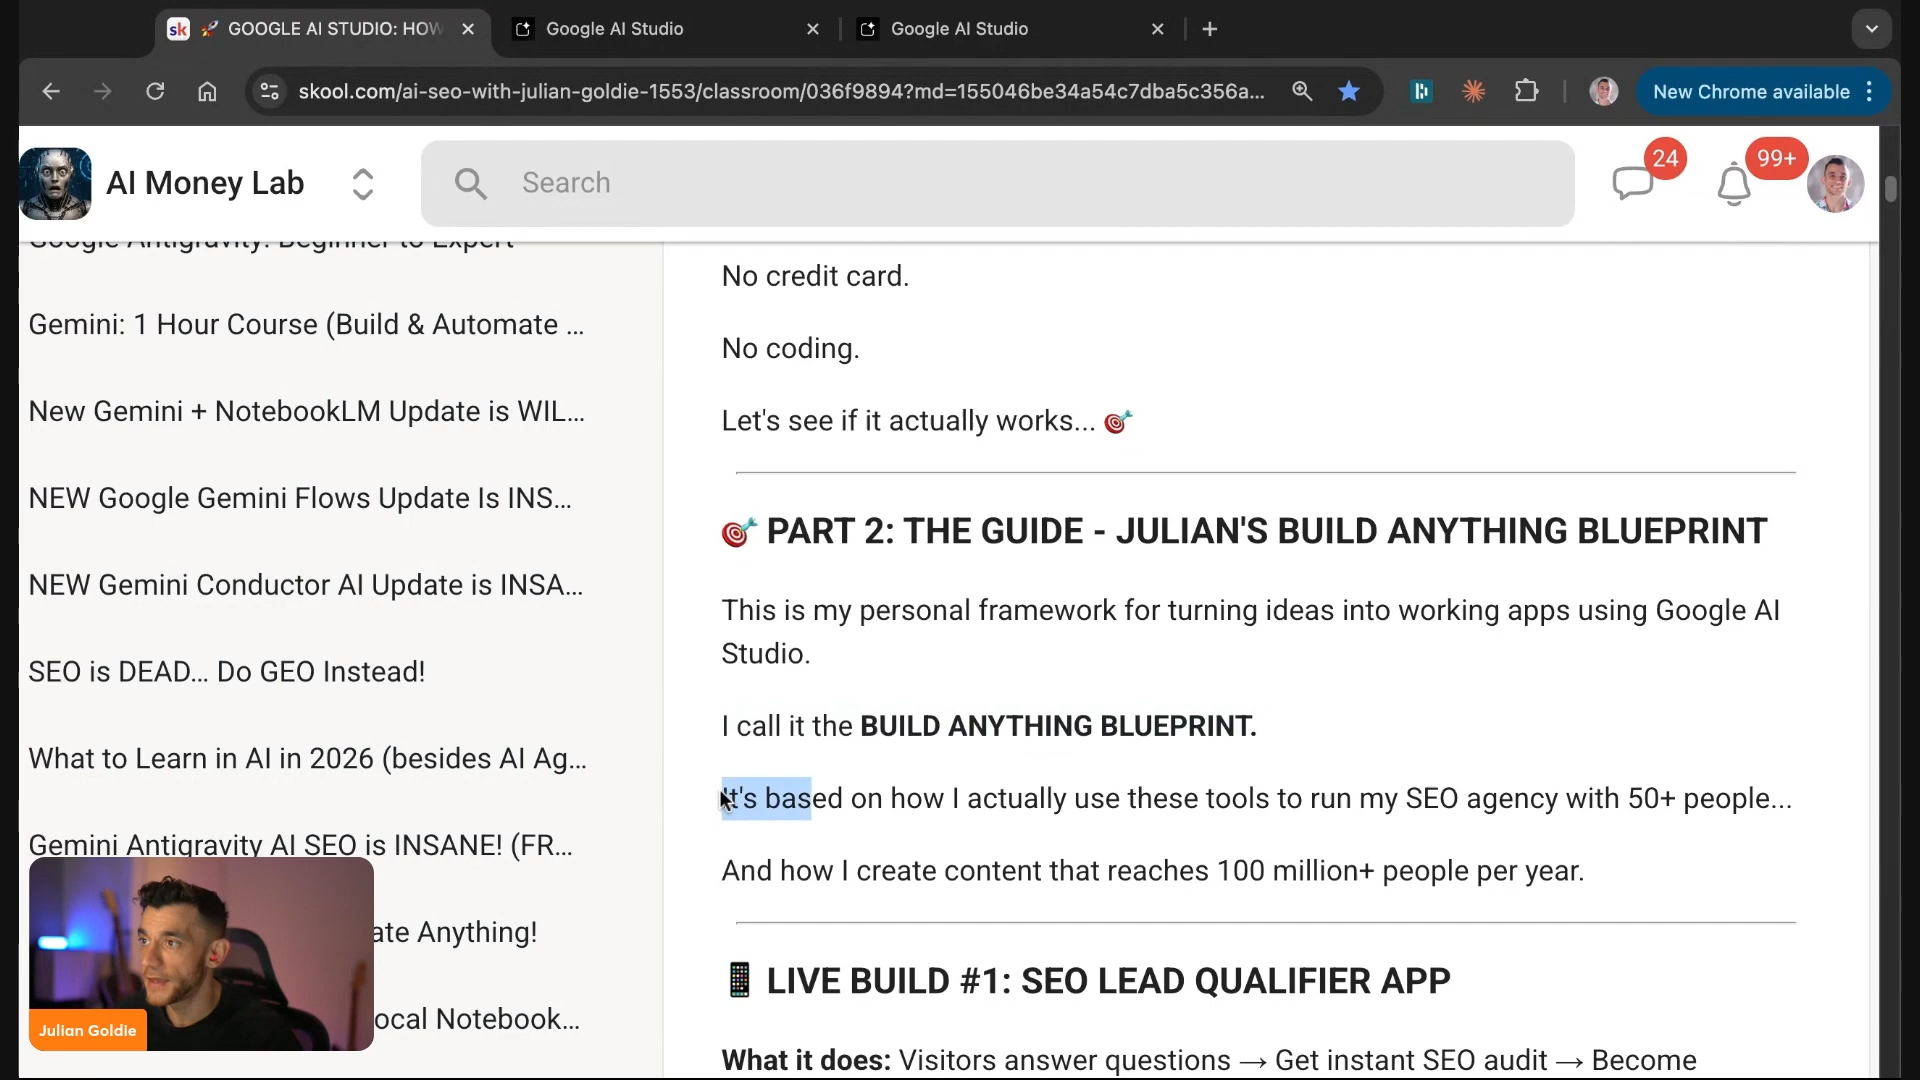 sk 🚀 GOOGLE AI STUDIO: HOW
Google AI Studio
Google AI Studio
skool.com/ai-seo-with-julian-goldie-1553/classroom/036f9894?md=155046be34a54c7dba5c356a...
New Chrome available
AI Money Lab
Search
24
99+
Google Antigravity: Beginner to Expert
Gemini: 1 Hour Course (Build & Automate ...
New Gemini + NotebookLM Update is WIL...
NEW Google Gemini Flows Update Is INS...
NEW Gemini Conductor AI Update is INSA...
SEO is DEAD... Do GEO Instead!
What to Learn in AI in 2026 (besides AI Ag...
Gemini Antigravity AI SEO is INSANE! (FR...
ate Anything!
ocal Notebook...
Julian Goldie
No credit card.
No coding.
Let's see if it actually works... 🎯
🎯 PART 2: THE GUIDE - JULIAN'S BUILD ANYTHING BLUEPRINT
This is my personal framework for turning ideas into working apps using Google AI
Studio.
I call it the BUILD ANYTHING BLUEPRINT.
It's based on how I actually use these tools to run my SEO agency with 50+ people...
And how I create content that reaches 100 million+ people per year.
📱 LIVE BUILD #1: SEO LEAD QUALIFIER APP
What it does: Visitors answer questions → Get instant SEO audit → Become